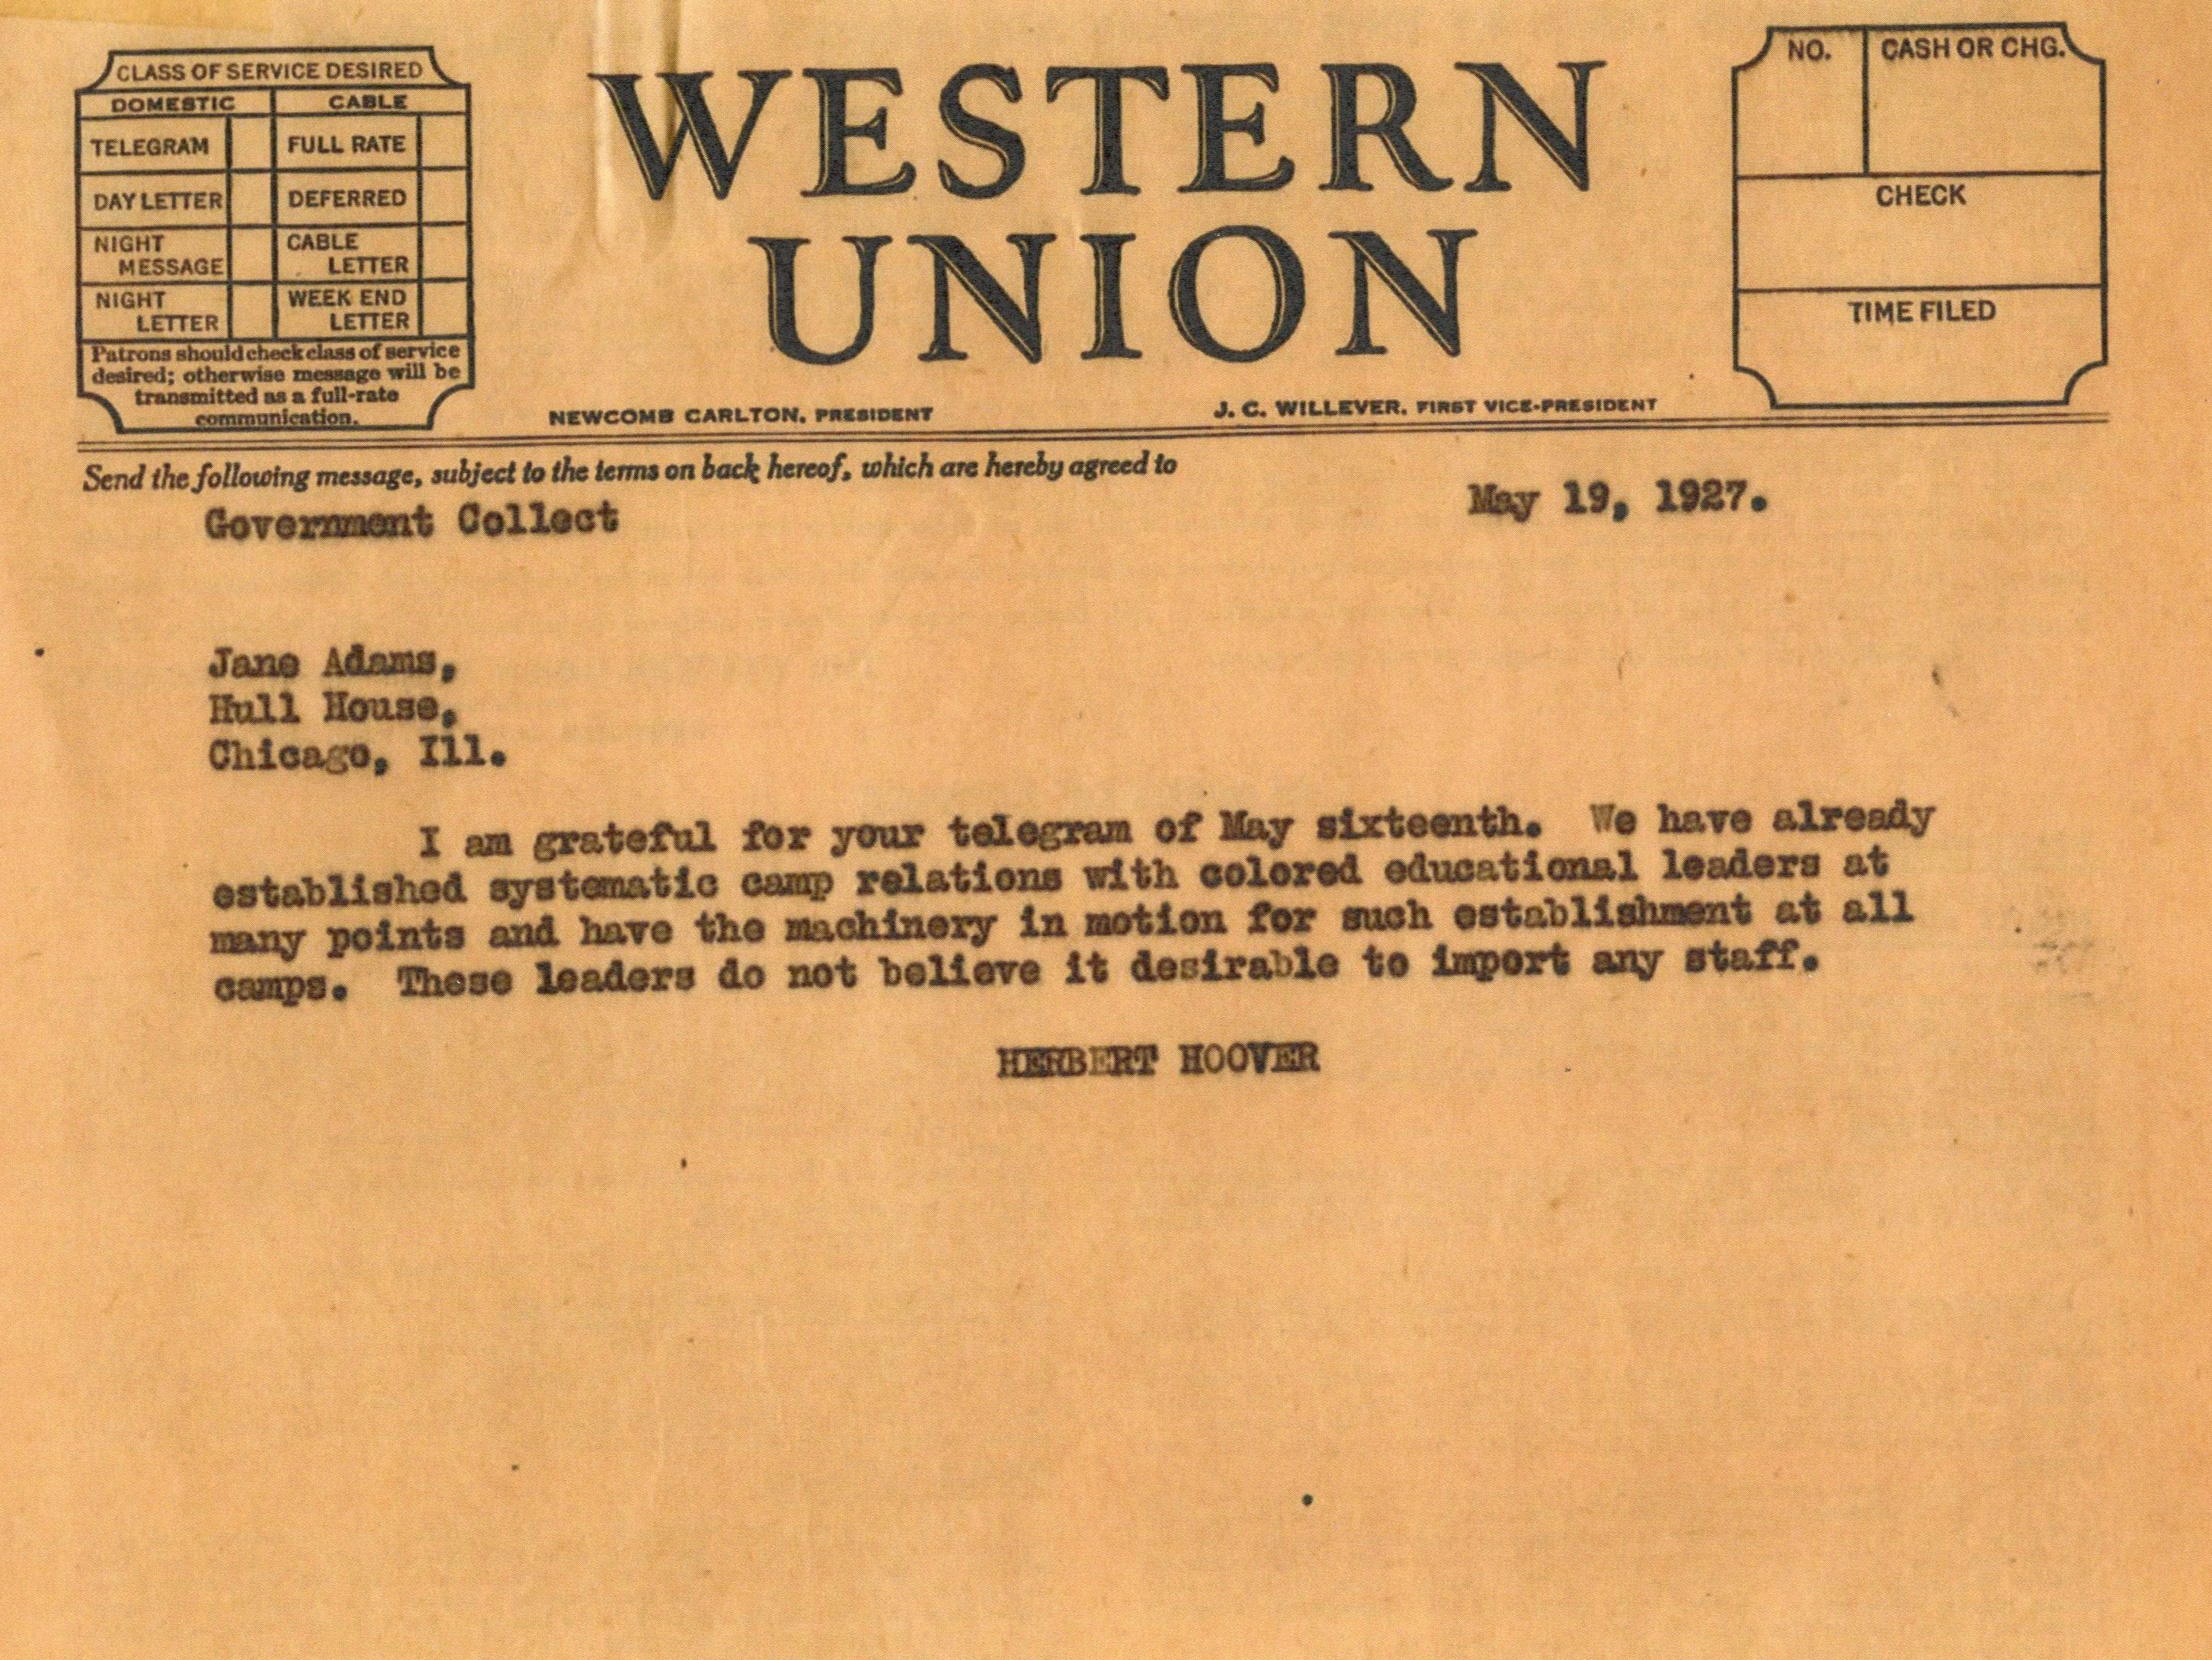 CLASS OF SERVICE DESIRED
DOMESTIC CABLE
TELEGRAM FULL RATE
DAY LETTER DEFERRED
NIGHT MESSAGE CABLE LETTER
NIGHT LETTER WEEK END LETTER
Patrons should check class of service
desired; otherwise message will be
transmitted as a full-rate
communication.
WESTERN
UNION
NEWCOMB CARLTON, PRESIDENT J. C. WILLEVER, FIRST VICE-PRESIDENT
NO. CASH OR CHG.
CHECK
TIME FILED
Send the following message, subject to the terms on back hereof, which are hereby agreed to
Government Collect May 19, 1927.
Jane Adams,
Hull House,
Chicago, Ill.
I am grateful for your telegram of May sixteenth. We have already
established systematic camp relations with colored educational leaders at
many points and have the machinery in motion for such establishment at all
camps. These leaders do not believe it desirable to import any staff.
HERBERT HOOVER